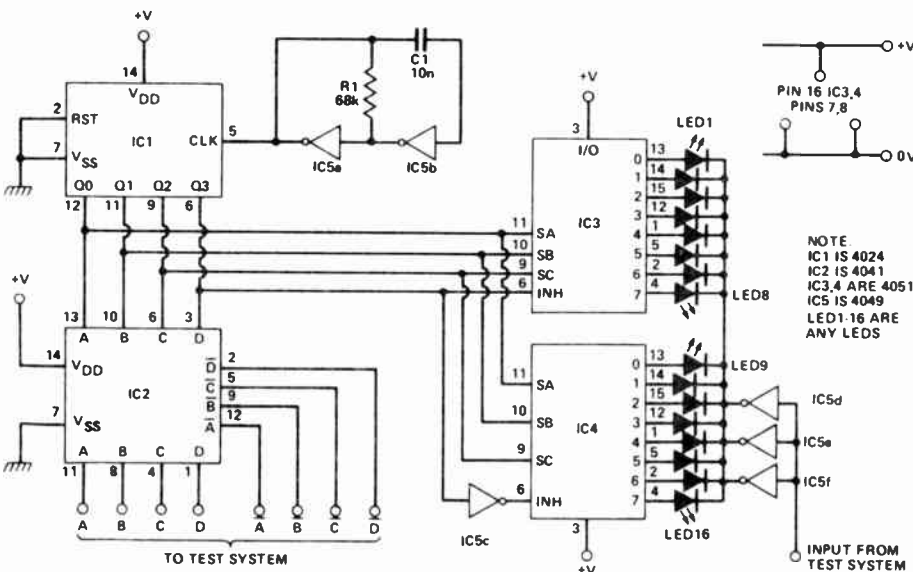 +V
14
VDD
2
RST
7
VSS
IC1
CLK
5
Q0 Q1 Q2 Q3
12 11 9 6
C1
10n
R1
68k
IC5a
IC5b
+V
PIN 16 IC3,4
PINS 7,8
0V
+V
3
I/O
IC3
11 SA
10 SB
9 SC
6 INH
0 13
1 14
2 15
3 12
4 1
5 5
6 2
7 4
LED1
LED8
NOTE.
IC1 IS 4024
IC2 IS 4041
IC3,4 ARE 4051
IC5 IS 4049
LED1-16 ARE
ANY LEDS
+V
13 10 6 3
A B C D
14
VDD
IC2
7
VSS
D 2
C 5
B 9
A 12
A B C D
11 8 4 1
A B C D A B C D
TO TEST SYSTEM
IC5c
11 SA
10 SB
9 SC
6 INH
IC4
0 13
1 14
2 15
3 12
4 1
5 5
6 2
7 4
3
+V
LED9
LED16
IC5d
IC5e
IC5f
INPUT FROM
TEST SYSTEM